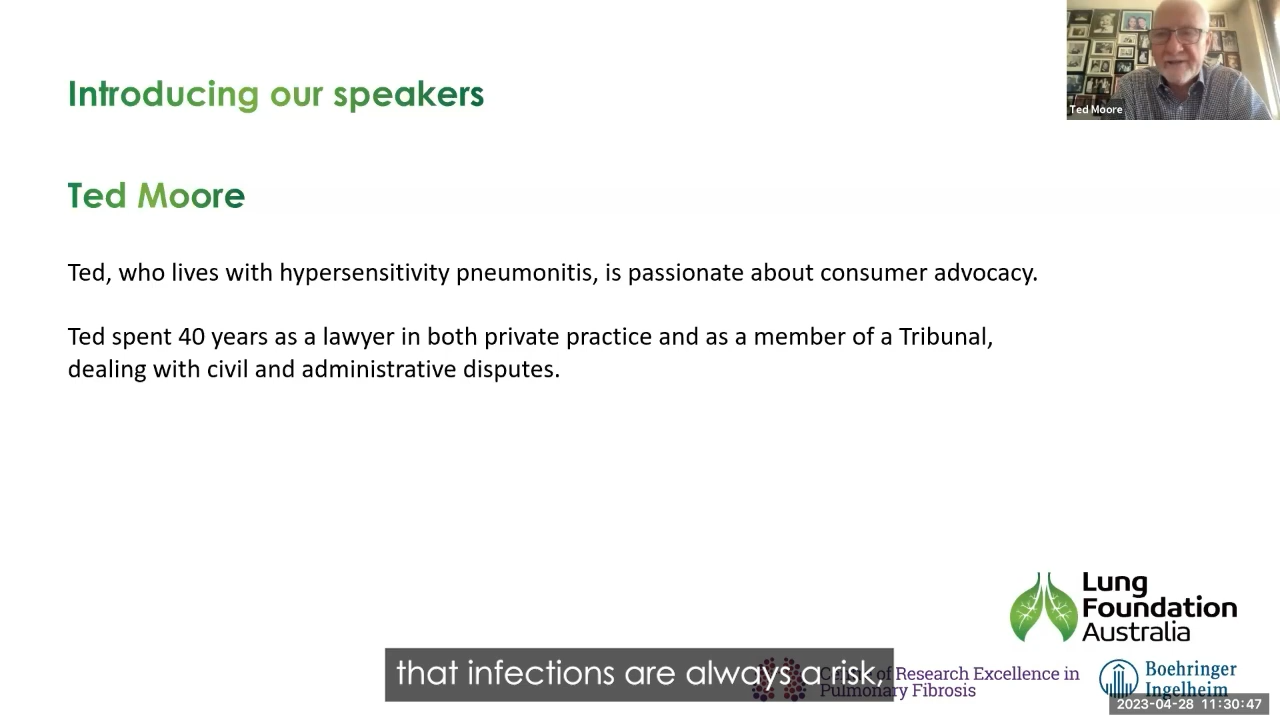 Introducing our speakers
Ted Moore
Ted Moore
Ted, who lives with hypersensitivity pneumonitis, is passionate about consumer advocacy.
Ted spent 40 years as a lawyer in both private practice and as a member of a Tribunal,
dealing with civil and administrative disputes.
Lung
Foundation
Australia
that infections are always a risk,
of Research Excellence in
Pulmonary Fibrosis
Boehringer
Ingelheim
2023-04-28 11:30:47